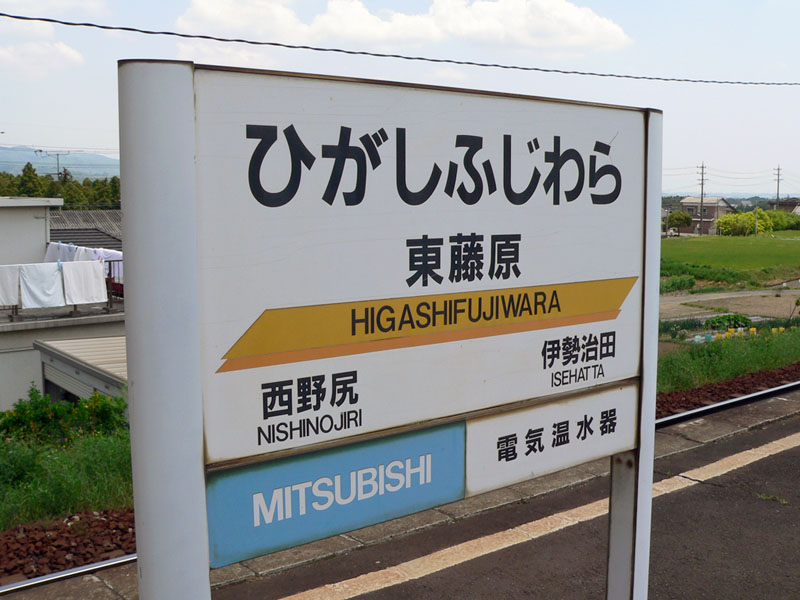 ひがしふじわら
東藤原
HIGASHIFUJIWARA
西野尻
NISHINOJIRI
伊勢治田
ISEHATTA
MITSUBISHI
電気温水器